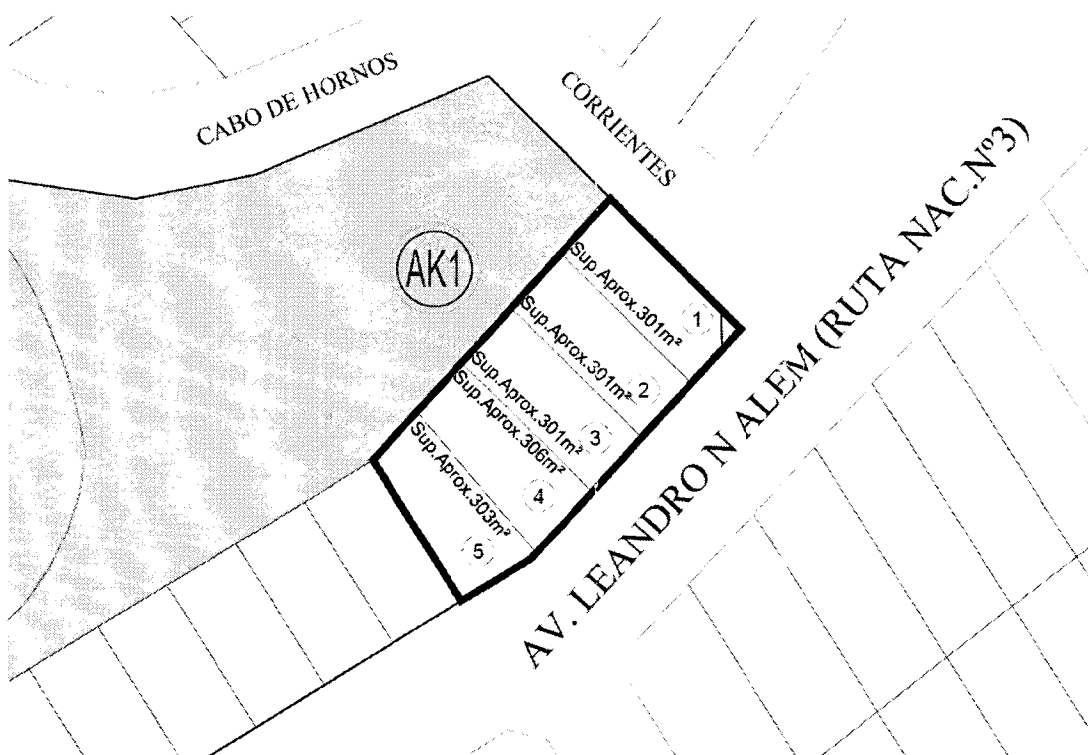 CABO DE HORNOS
CORRIENTES
AK1
Sup.Aprox.301m²
1
Sup.Aprox.301m²
2
Sup.Aprox.301m²
3
Sup.Aprox.306m²
4
Sup.Aprox.303m²
5
AV. LEANDRO N ALEM (RUTA NAC.Nº3)